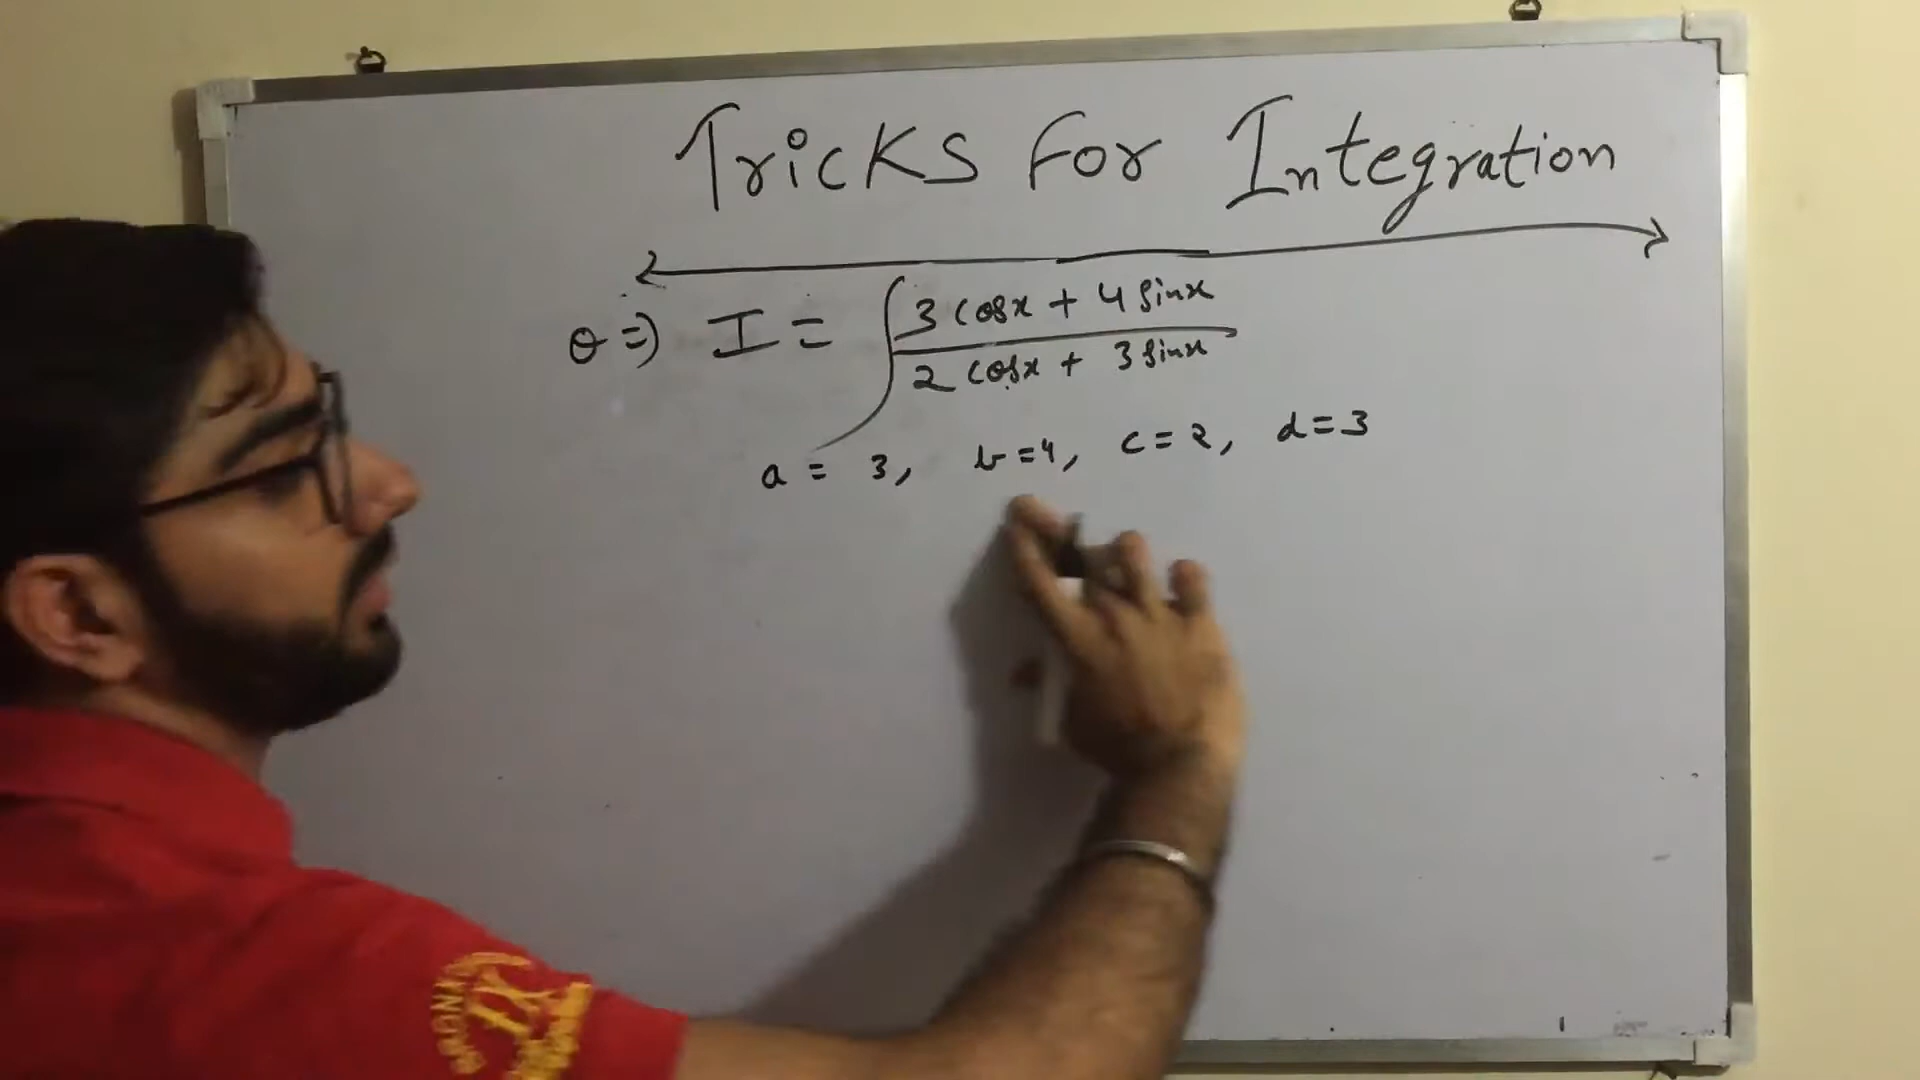 Tricks For Integration
Q⇒ I = ∫ (3 cosx + 4 sinx)/(2 cosx + 3 sinx)
a = 3, b=4, c=2, d=3